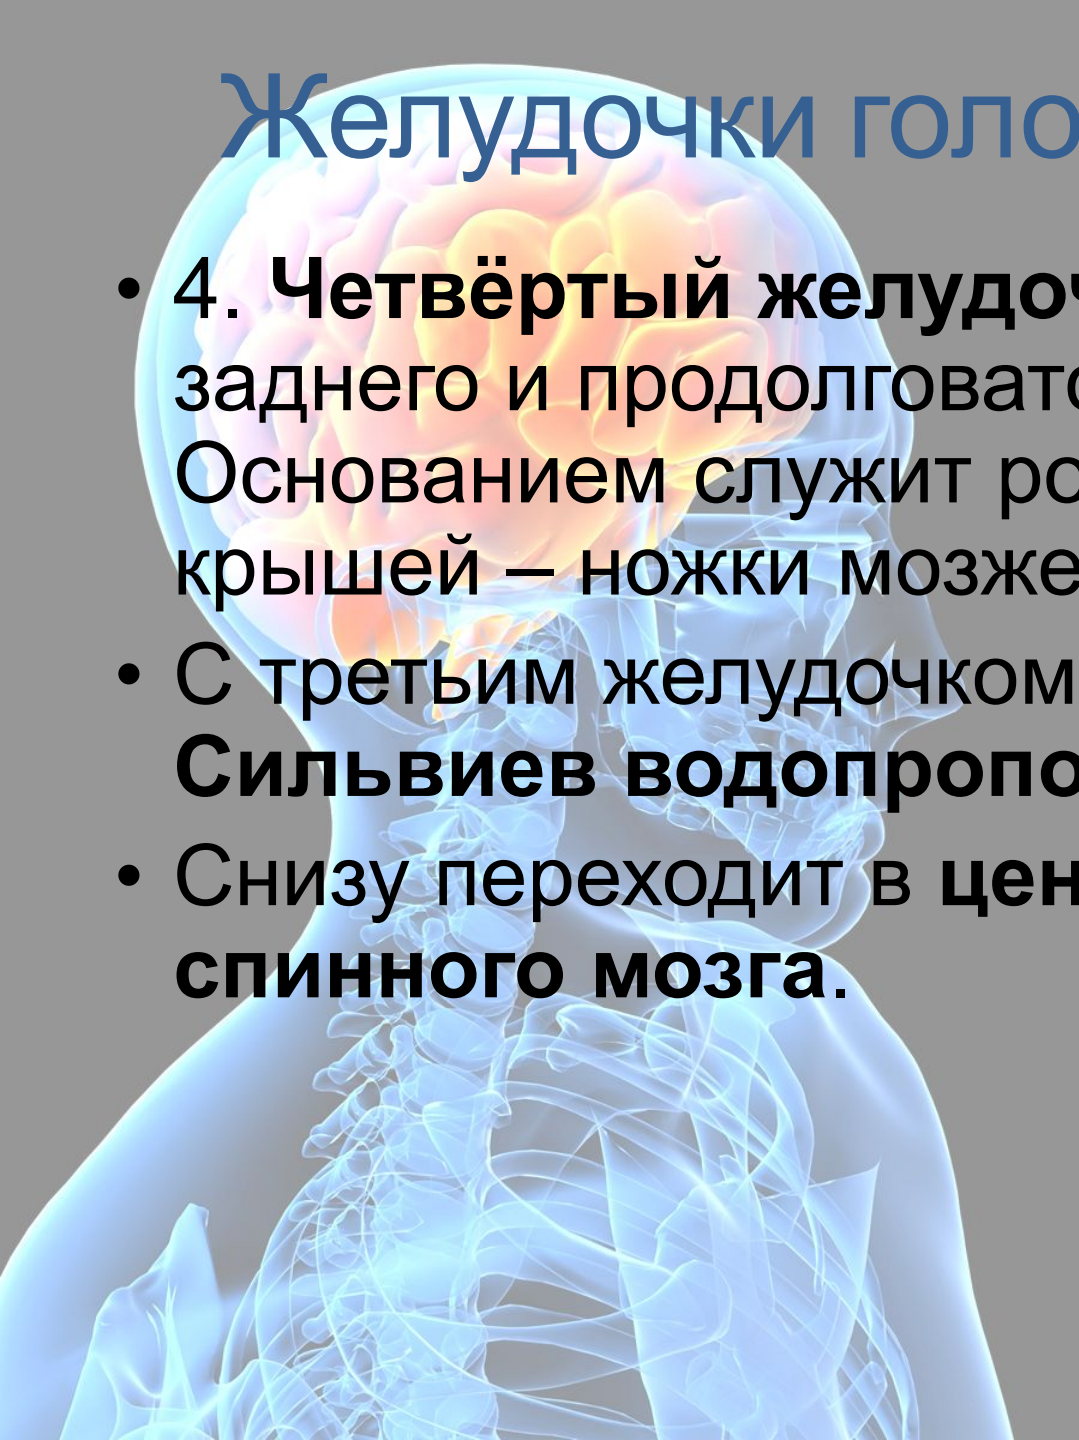 Желудочки голо
• 4. Четвёртый желудоч
заднего и продолговато
Основанием служит ро
крышей – ножки мозже
• С третьим желудочком
Сильвиев водопропо
• Снизу переходит в цен
спинного мозга.